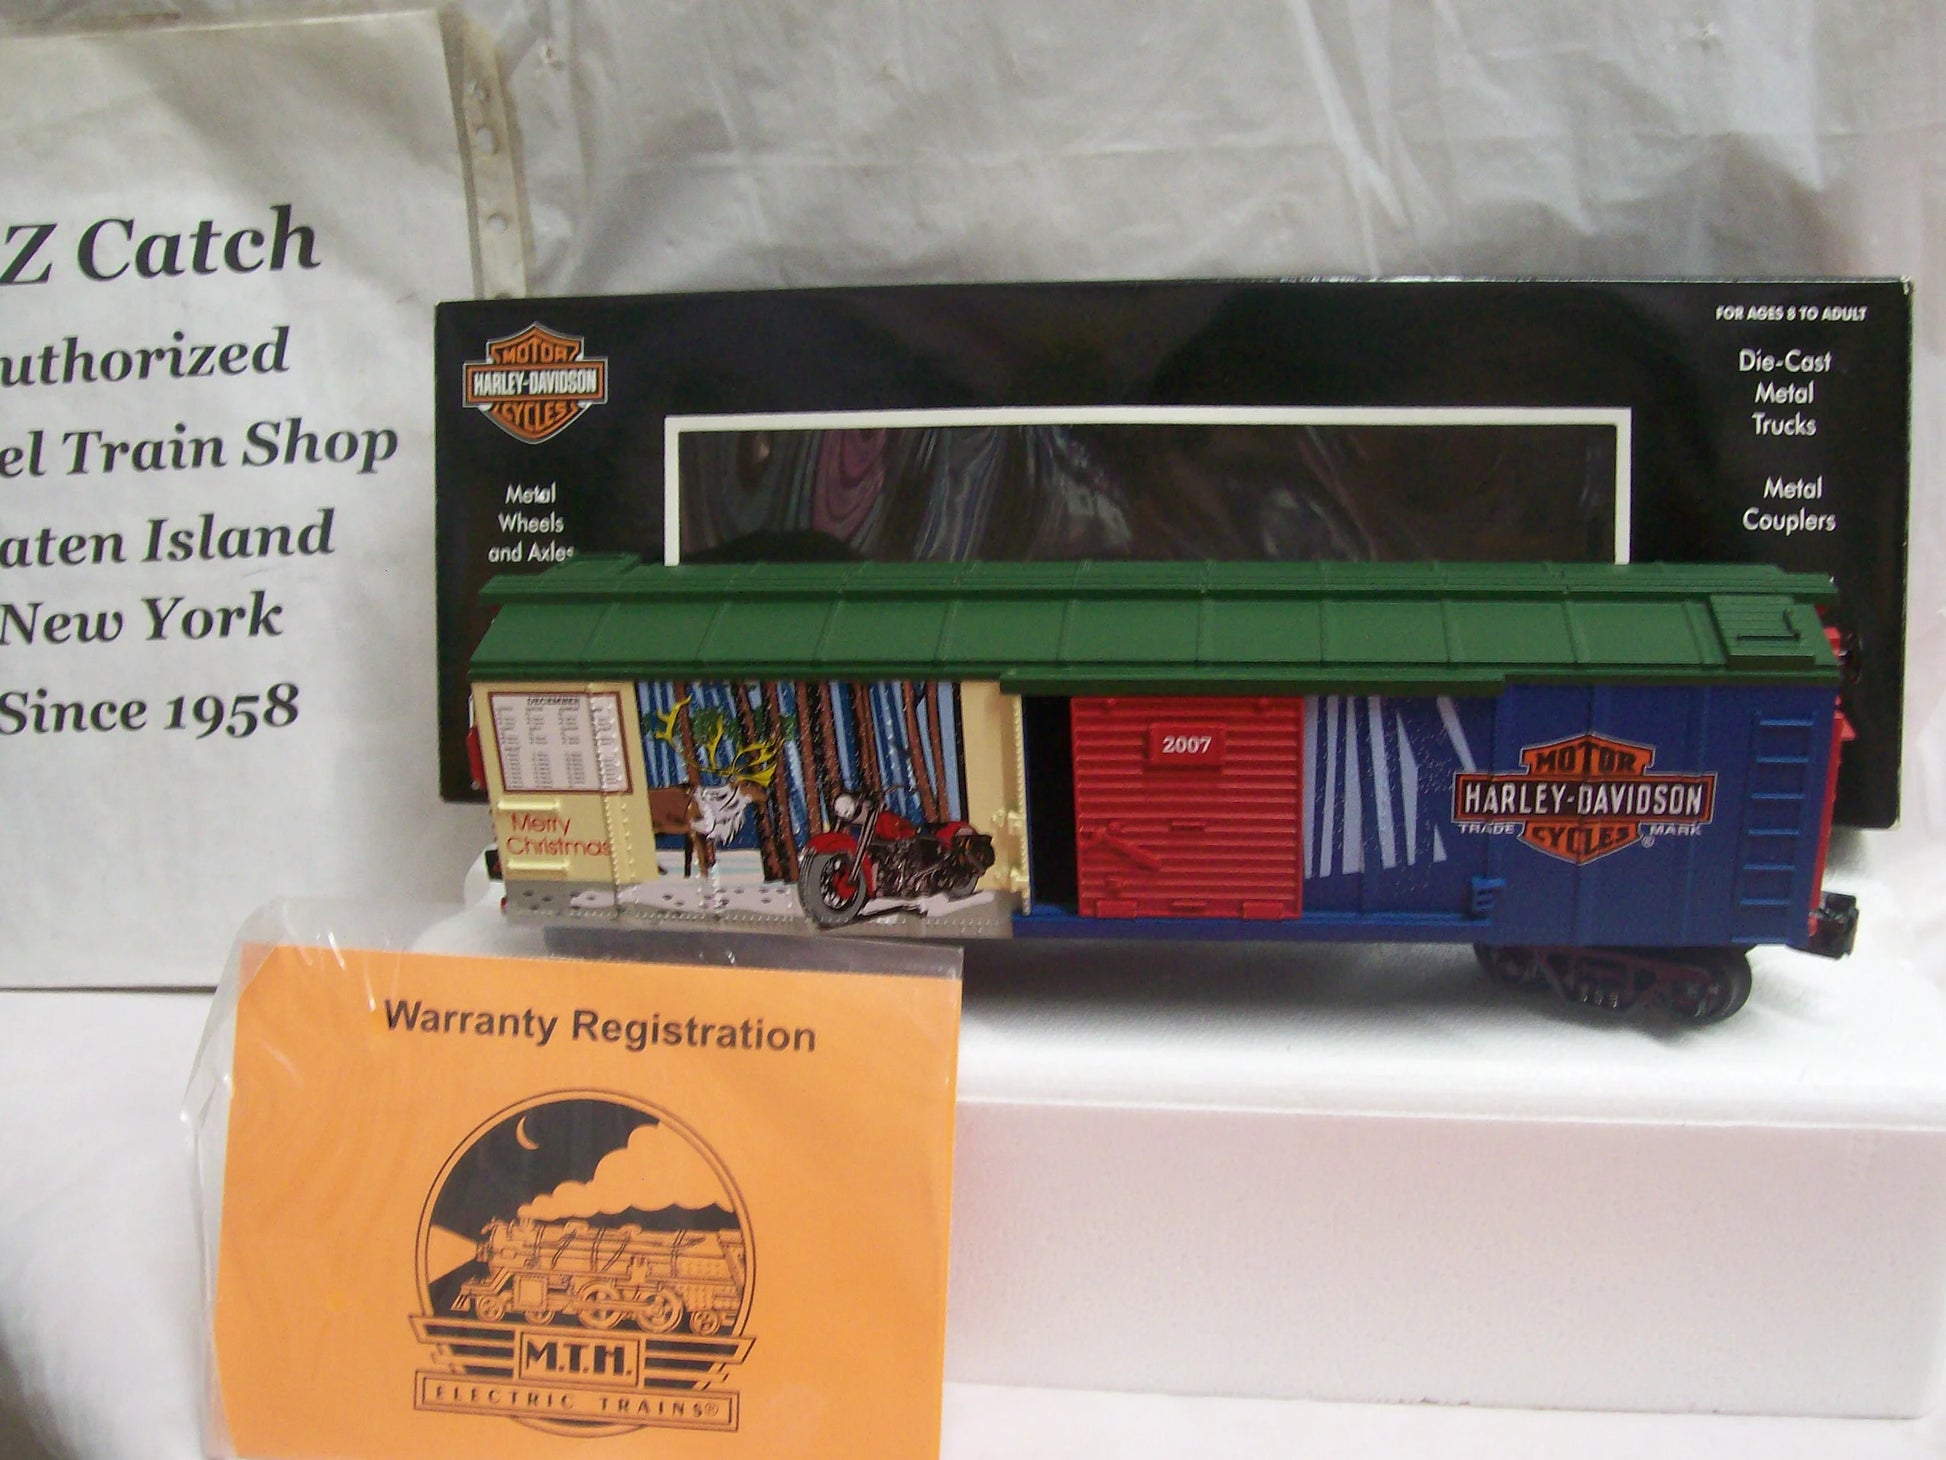 Z Catch
uthorized
el Train Shop
aten Island
New York
Since 1958
MOTOR
HARLEY-DAVIDSON
CYCLES
Metal
Wheels
and Axles
FOR AGES 8 TO ADULT
Die-Cast
Metal
Trucks
Metal
Couplers
DECEMBER
Merry
Christmas
2007
MOTOR
HARLEY-DAVIDSON
TRADE CYCLES MARK
®
Warranty Registration
M.T.H.
ELECTRIC TRAINS®